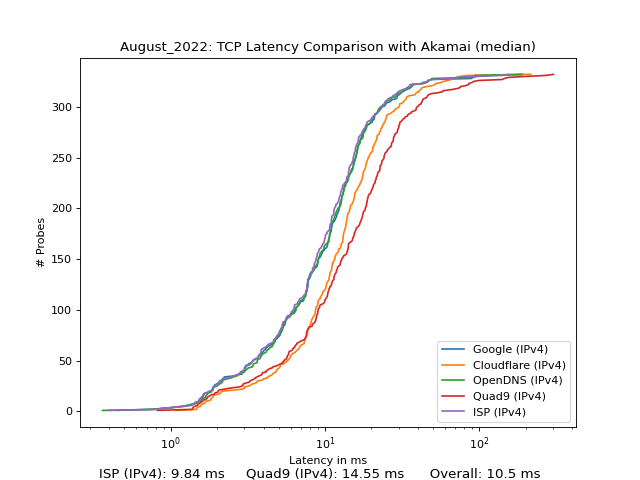 August_2022: TCP Latency Comparison with Akamai (median)
# Probes
300
250
200
150
100
50
0
10^0
10^1
10^2
Google (IPv4)
Cloudflare (IPv4)
OpenDNS (IPv4)
Quad9 (IPv4)
ISP (IPv4)
Latency in ms
ISP (IPv4): 9.84 ms Quad9 (IPv4): 14.55 ms Overall: 10.5 ms